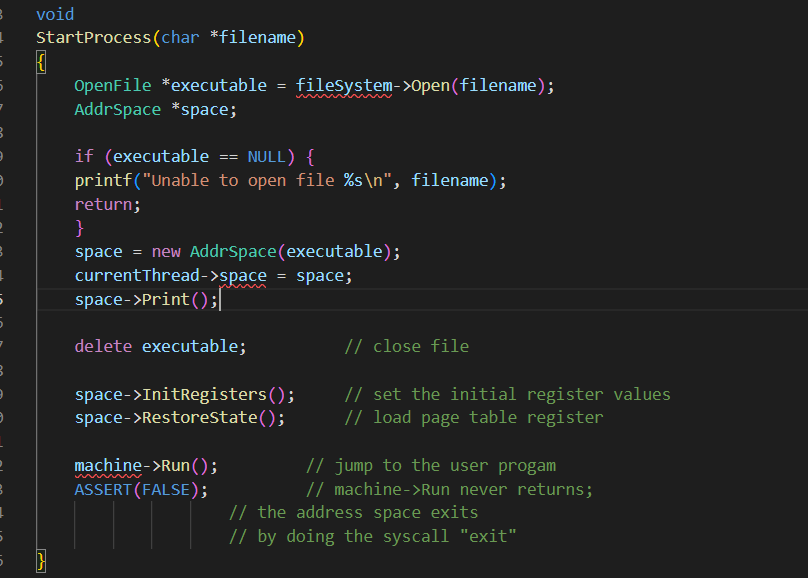 void
StartProcess(char *filename)
{
    OpenFile *executable = fileSystem->Open(filename);
    AddrSpace *space;

    if (executable == NULL) {
    printf("Unable to open file %s\n", filename);
    return;
    }
    space = new AddrSpace(executable);
    currentThread->space = space;
    space->Print();

    delete executable;          // close file

    space->InitRegisters();     // set the initial register values
    space->RestoreState();      // load page table register

    machine->Run();         // jump to the user progam
    ASSERT(FALSE);          // machine->Run never returns;
                    // the address space exits
                    // by doing the syscall "exit"
}